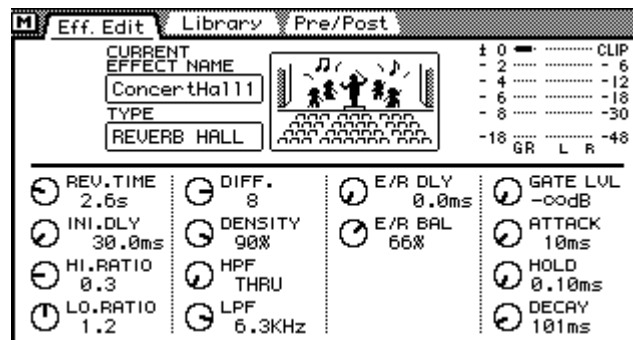 M Eff. Edit Library Pre/Post
CURRENT
EFFECT NAME
ConcertHall1
TYPE
REVERB HALL
± 0 CLIP
- 2 - 6
- 4 -12
- 6 -18
- 8 -30
-18 -48
GR L R
REV.TIME
2.6s
INI.DLY
30.0ms
HI.RATIO
0.3
LO.RATIO
1.2
DIFF.
8
DENSITY
90%
HPF
THRU
LPF
6.3KHz
E/R DLY
0.0ms
E/R BAL
66%
GATE LVL
-∞dB
ATTACK
10ms
HOLD
0.10ms
DECAY
101ms